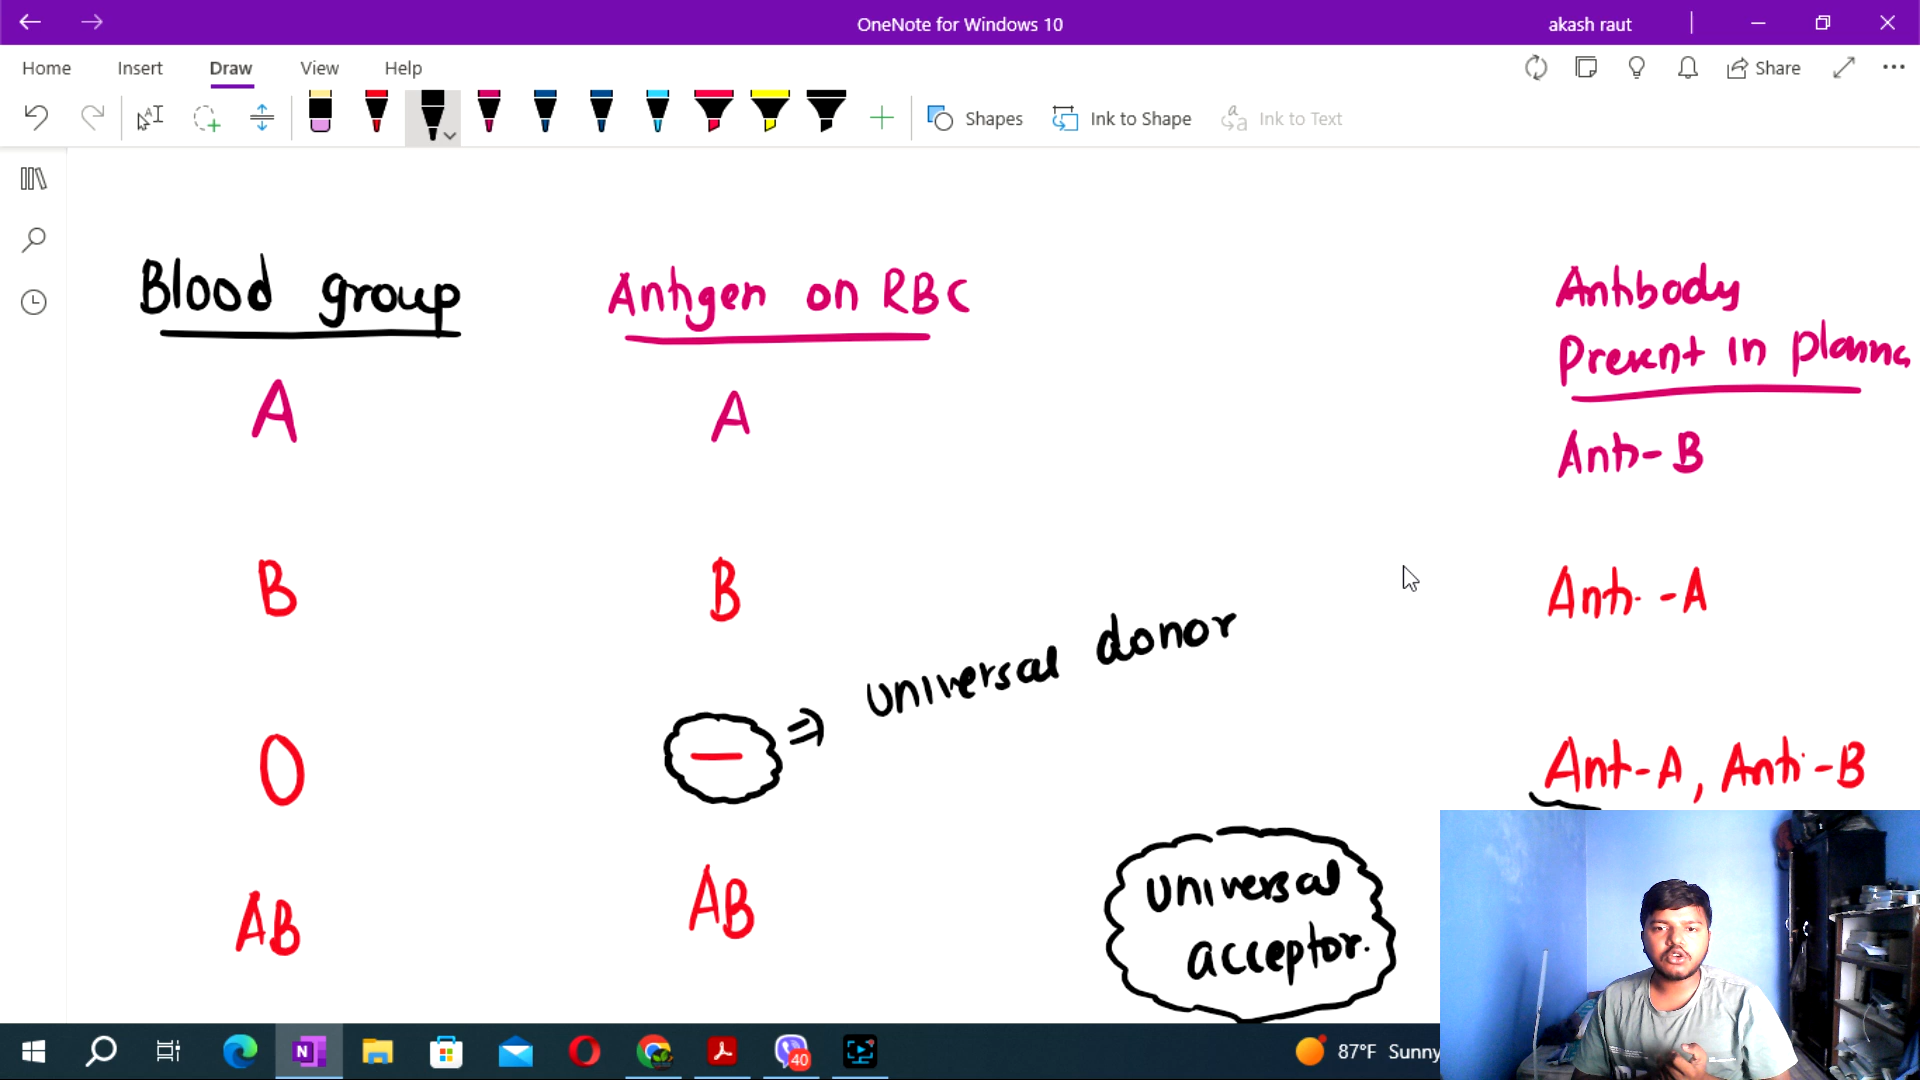 OneNote for Windows 10
akash raut
Home Insert Draw View Help
Share
Shapes
Ink to Shape
Ink to Text
Blood group
Antigen on RBC
Antibody
Present in plasma
A
A
Anti-B
B
B
Anti-A
universal donor
O
—
⇒
Ant-A, Anti-B
AB
AB
universal
acceptor.
40
87°F Sunny